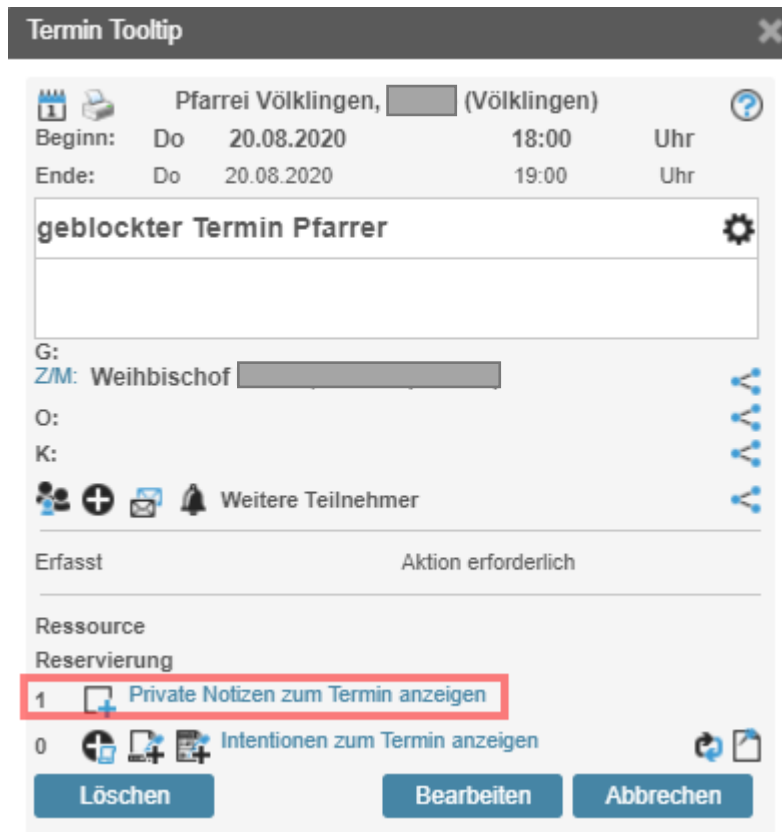 Termin Tooltip
Pfarrei Völklingen, (Völklingen)
Beginn: Do 20.08.2020 18:00 Uhr
Ende: Do 20.08.2020 19:00 Uhr
geblockter Termin Pfarrer
G:
Z/M: Weihbischof
O:
K:
Weitere Teilnehmer
Erfasst Aktion erforderlich
Ressource
Reservierung
1 Private Notizen zum Termin anzeigen
0 Intentionen zum Termin anzeigen
Löschen Bearbeiten Abbrechen